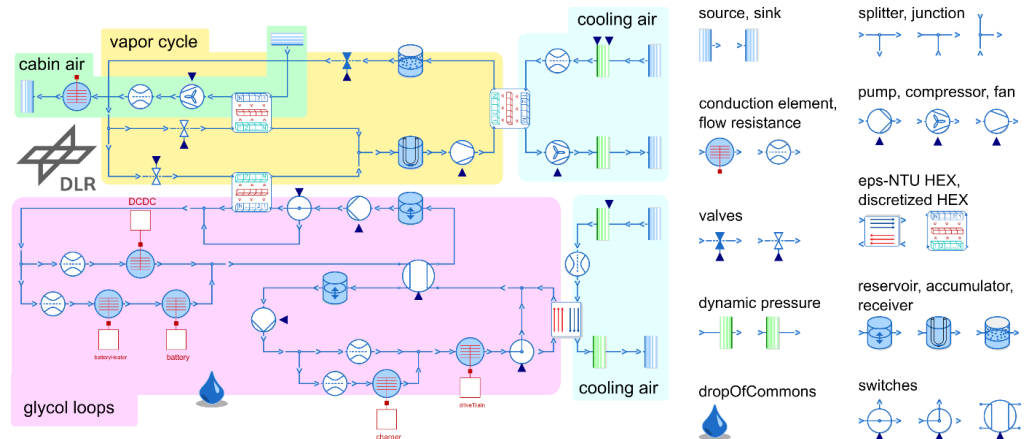 vapor cycle
cabin air
cooling air
DLR
DCDC
batteryHeater
battery
glycol loops
charger
driveTrain
cooling air
source, sink
splitter, junction
conduction element,
flow resistance
pump, compressor, fan
valves
eps-NTU HEX,
discretized HEX
dynamic pressure
reservoir, accumulator,
receiver
dropOfCommons
switches